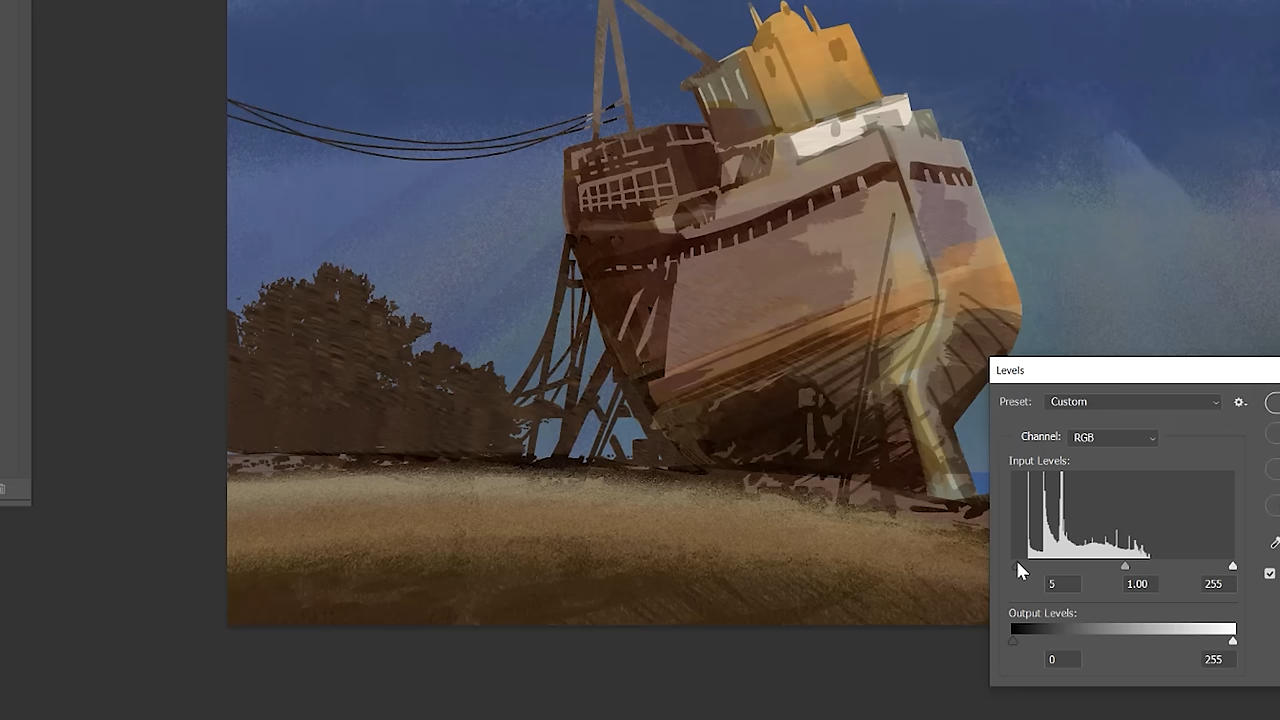 Levels
Preset: Custom
Channel: RGB
Input Levels:
5 1.00 255
Output Levels:
0 255